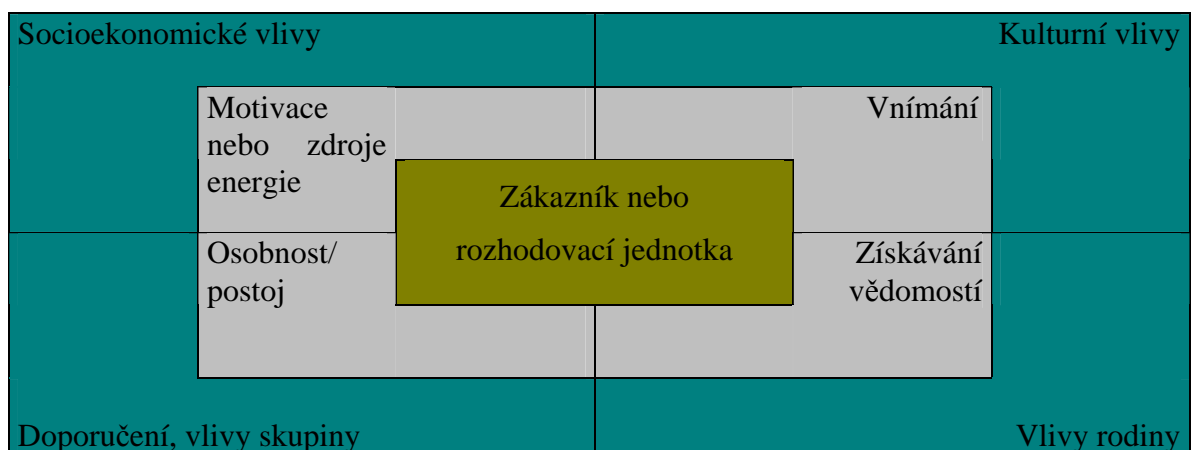 Socioekonomické vlivy
Kulturní vlivy
Motivace
nebo zdroje
energie
Vnímání
Zákazník nebo
rozhodovací jednotka
Osobnost/
postoj
Získávání
vědomostí
Doporučení, vlivy skupiny
Vlivy rodiny